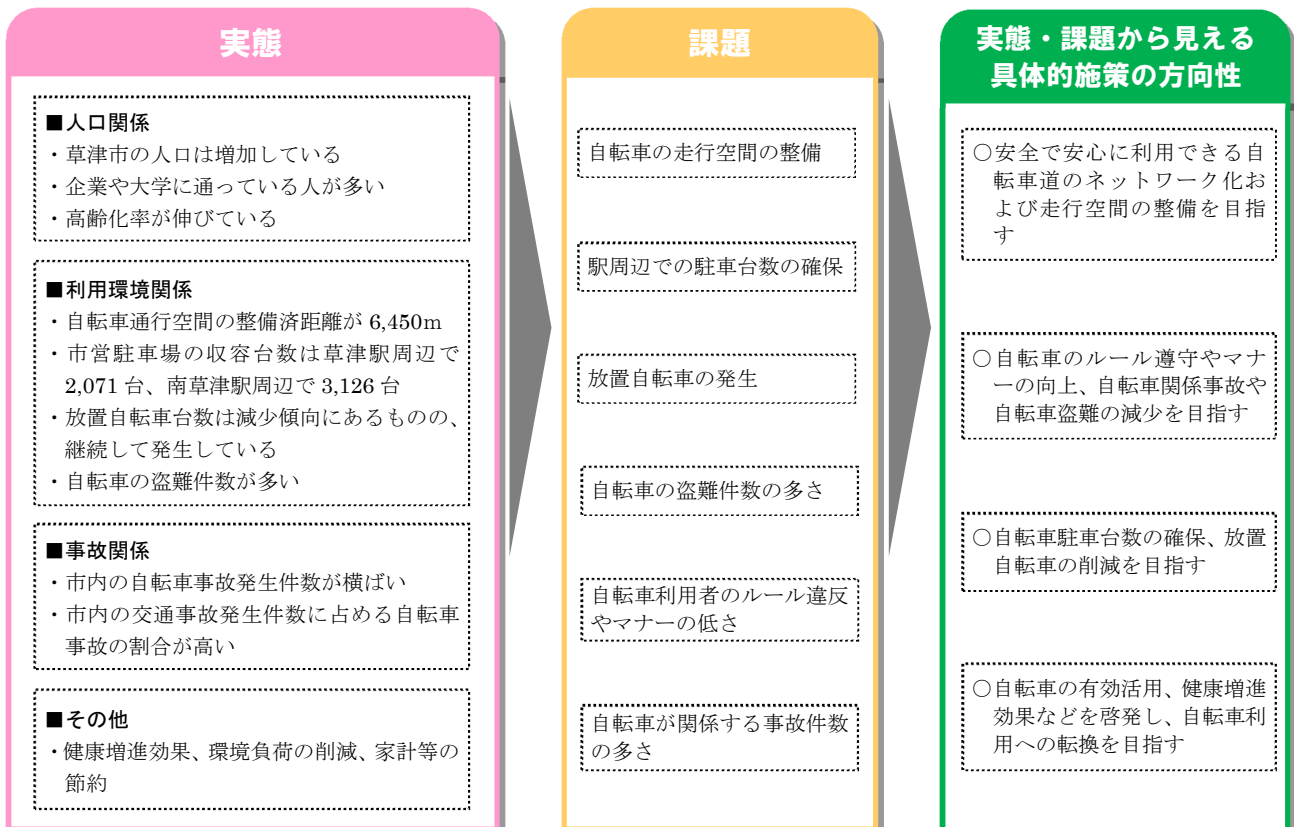 実態
■人口関係
・草津市の人口は増加している
・企業や大学に通っている人が多い
・高齢化率が伸びている
■利用環境関係
・自転車通行空間の整備済距離が 6,450m
・市営駐車場の収容台数は草津駅周辺で
2,071 台、南草津駅周辺で 3,126 台
・放置自転車台数は減少傾向にあるものの、
継続して発生している
・自転車の盗難件数が多い
■事故関係
・市内の自転車事故発生件数が横ばい
・市内の交通事故発生件数に占める自転車
事故の割合が高い
■その他
・健康増進効果、環境負荷の削減、家計等の
節約
課題
自転車の走行空間の整備
駅周辺での駐車台数の確保
放置自転車の発生
自転車の盗難件数の多さ
自転車利用者のルール違反
やマナーの低さ
自転車が関係する事故件数
の多さ
実態・課題から見える
具体的施策の方向性
○安全で安心に利用できる自
転車道のネットワーク化お
よび走行空間の整備を目指
す
○自転車のルール遵守やマナ
ーの向上、自転車関係事故や
自転車盗難の減少を目指す
○自転車駐車台数の確保、放置
自転車の削減を目指す
○自転車の有効活用、健康増進
効果などを啓発し、自転車利
用への転換を目指す